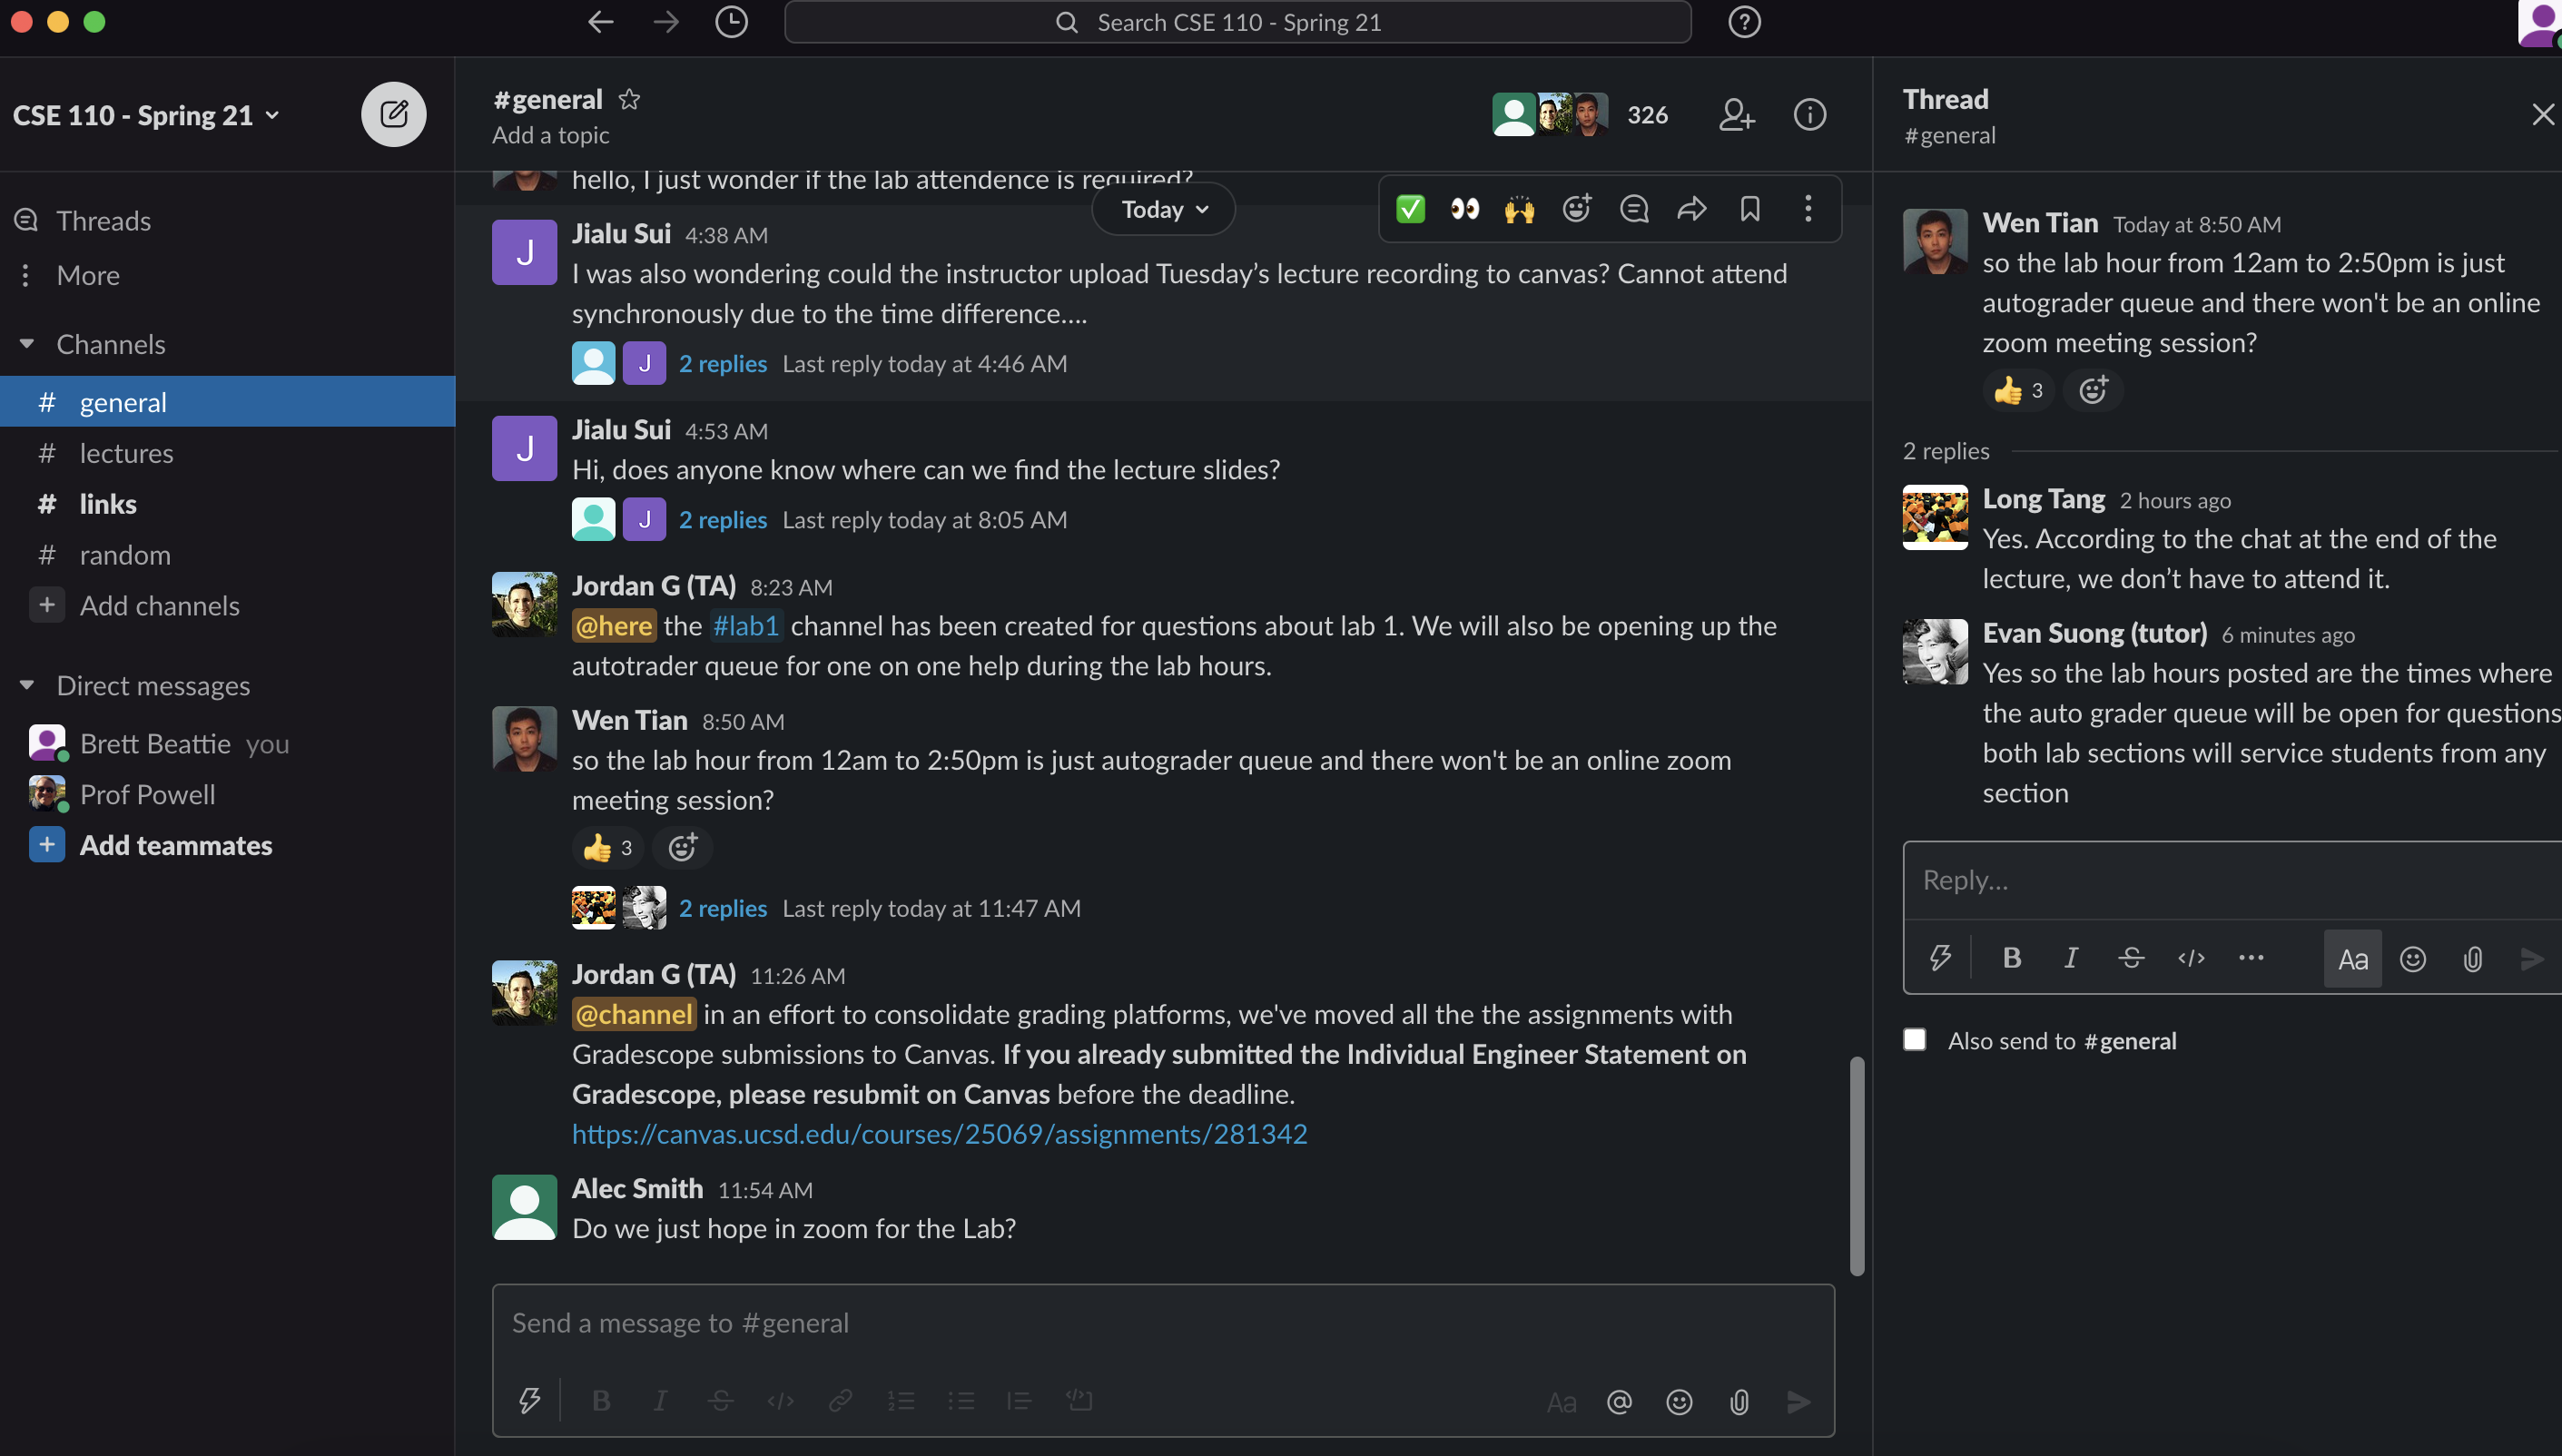 Search CSE 110 - Spring 21
CSE 110 - Spring 21
Threads
More
Channels
# general
# lectures
# links
# random
+ Add channels
Direct messages
Brett Beattie you
Prof Powell
+ Add teammates
#general
Add a topic
326
hello, I just wonder if the lab attendence is required?
Today
J
Jialu Sui 4:38 AM
I was also wondering could the instructor upload Tuesday’s lecture recording to canvas? Cannot attend
synchronously due to the time difference....
J 2 replies Last reply today at 4:46 AM
J
Jialu Sui 4:53 AM
Hi, does anyone know where can we find the lecture slides?
J 2 replies Last reply today at 8:05 AM
Jordan G (TA) 8:23 AM
@here the #lab1 channel has been created for questions about lab 1. We will also be opening up the
autotrader queue for one on one help during the lab hours.
Wen Tian 8:50 AM
so the lab hour from 12am to 2:50pm is just autograder queue and there won't be an online zoom
meeting session?
3
2 replies Last reply today at 11:47 AM
Jordan G (TA) 11:26 AM
@channel in an effort to consolidate grading platforms, we've moved all the the assignments with
Gradescope submissions to Canvas. If you already submitted the Individual Engineer Statement on
Gradescope, please resubmit on Canvas before the deadline.
https://canvas.ucsd.edu/courses/25069/assignments/281342
Alec Smith 11:54 AM
Do we just hope in zoom for the Lab?
Send a message to #general
B I S </> Aa @
Thread
#general
Wen Tian Today at 8:50 AM
so the lab hour from 12am to 2:50pm is just
autograder queue and there won't be an online
zoom meeting session?
3
2 replies
Long Tang 2 hours ago
Yes. According to the chat at the end of the
lecture, we don’t have to attend it.
Evan Suong (tutor) 6 minutes ago
Yes so the lab hours posted are the times where
the auto grader queue will be open for questions
both lab sections will service students from any
section
Reply...
B I S </> Aa
Also send to #general